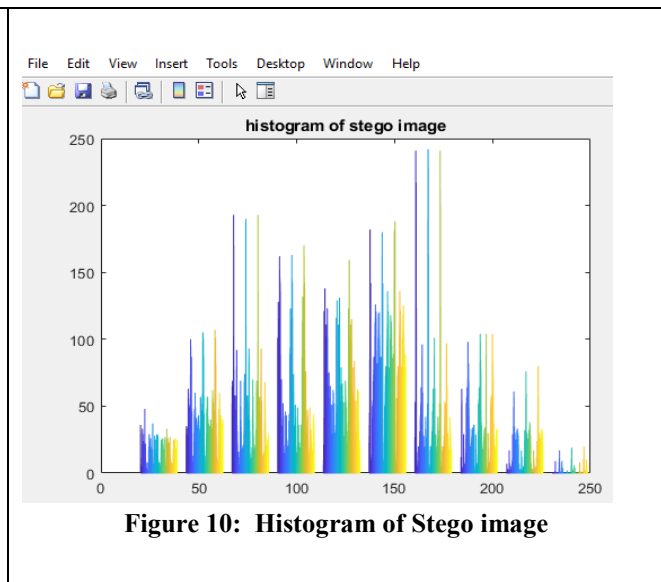 File Edit View Insert Tools Desktop Window Help
histogram of stego image
250
200
150
100
50
0
0 50 100 150 200 250
Figure 10: Histogram of Stego image